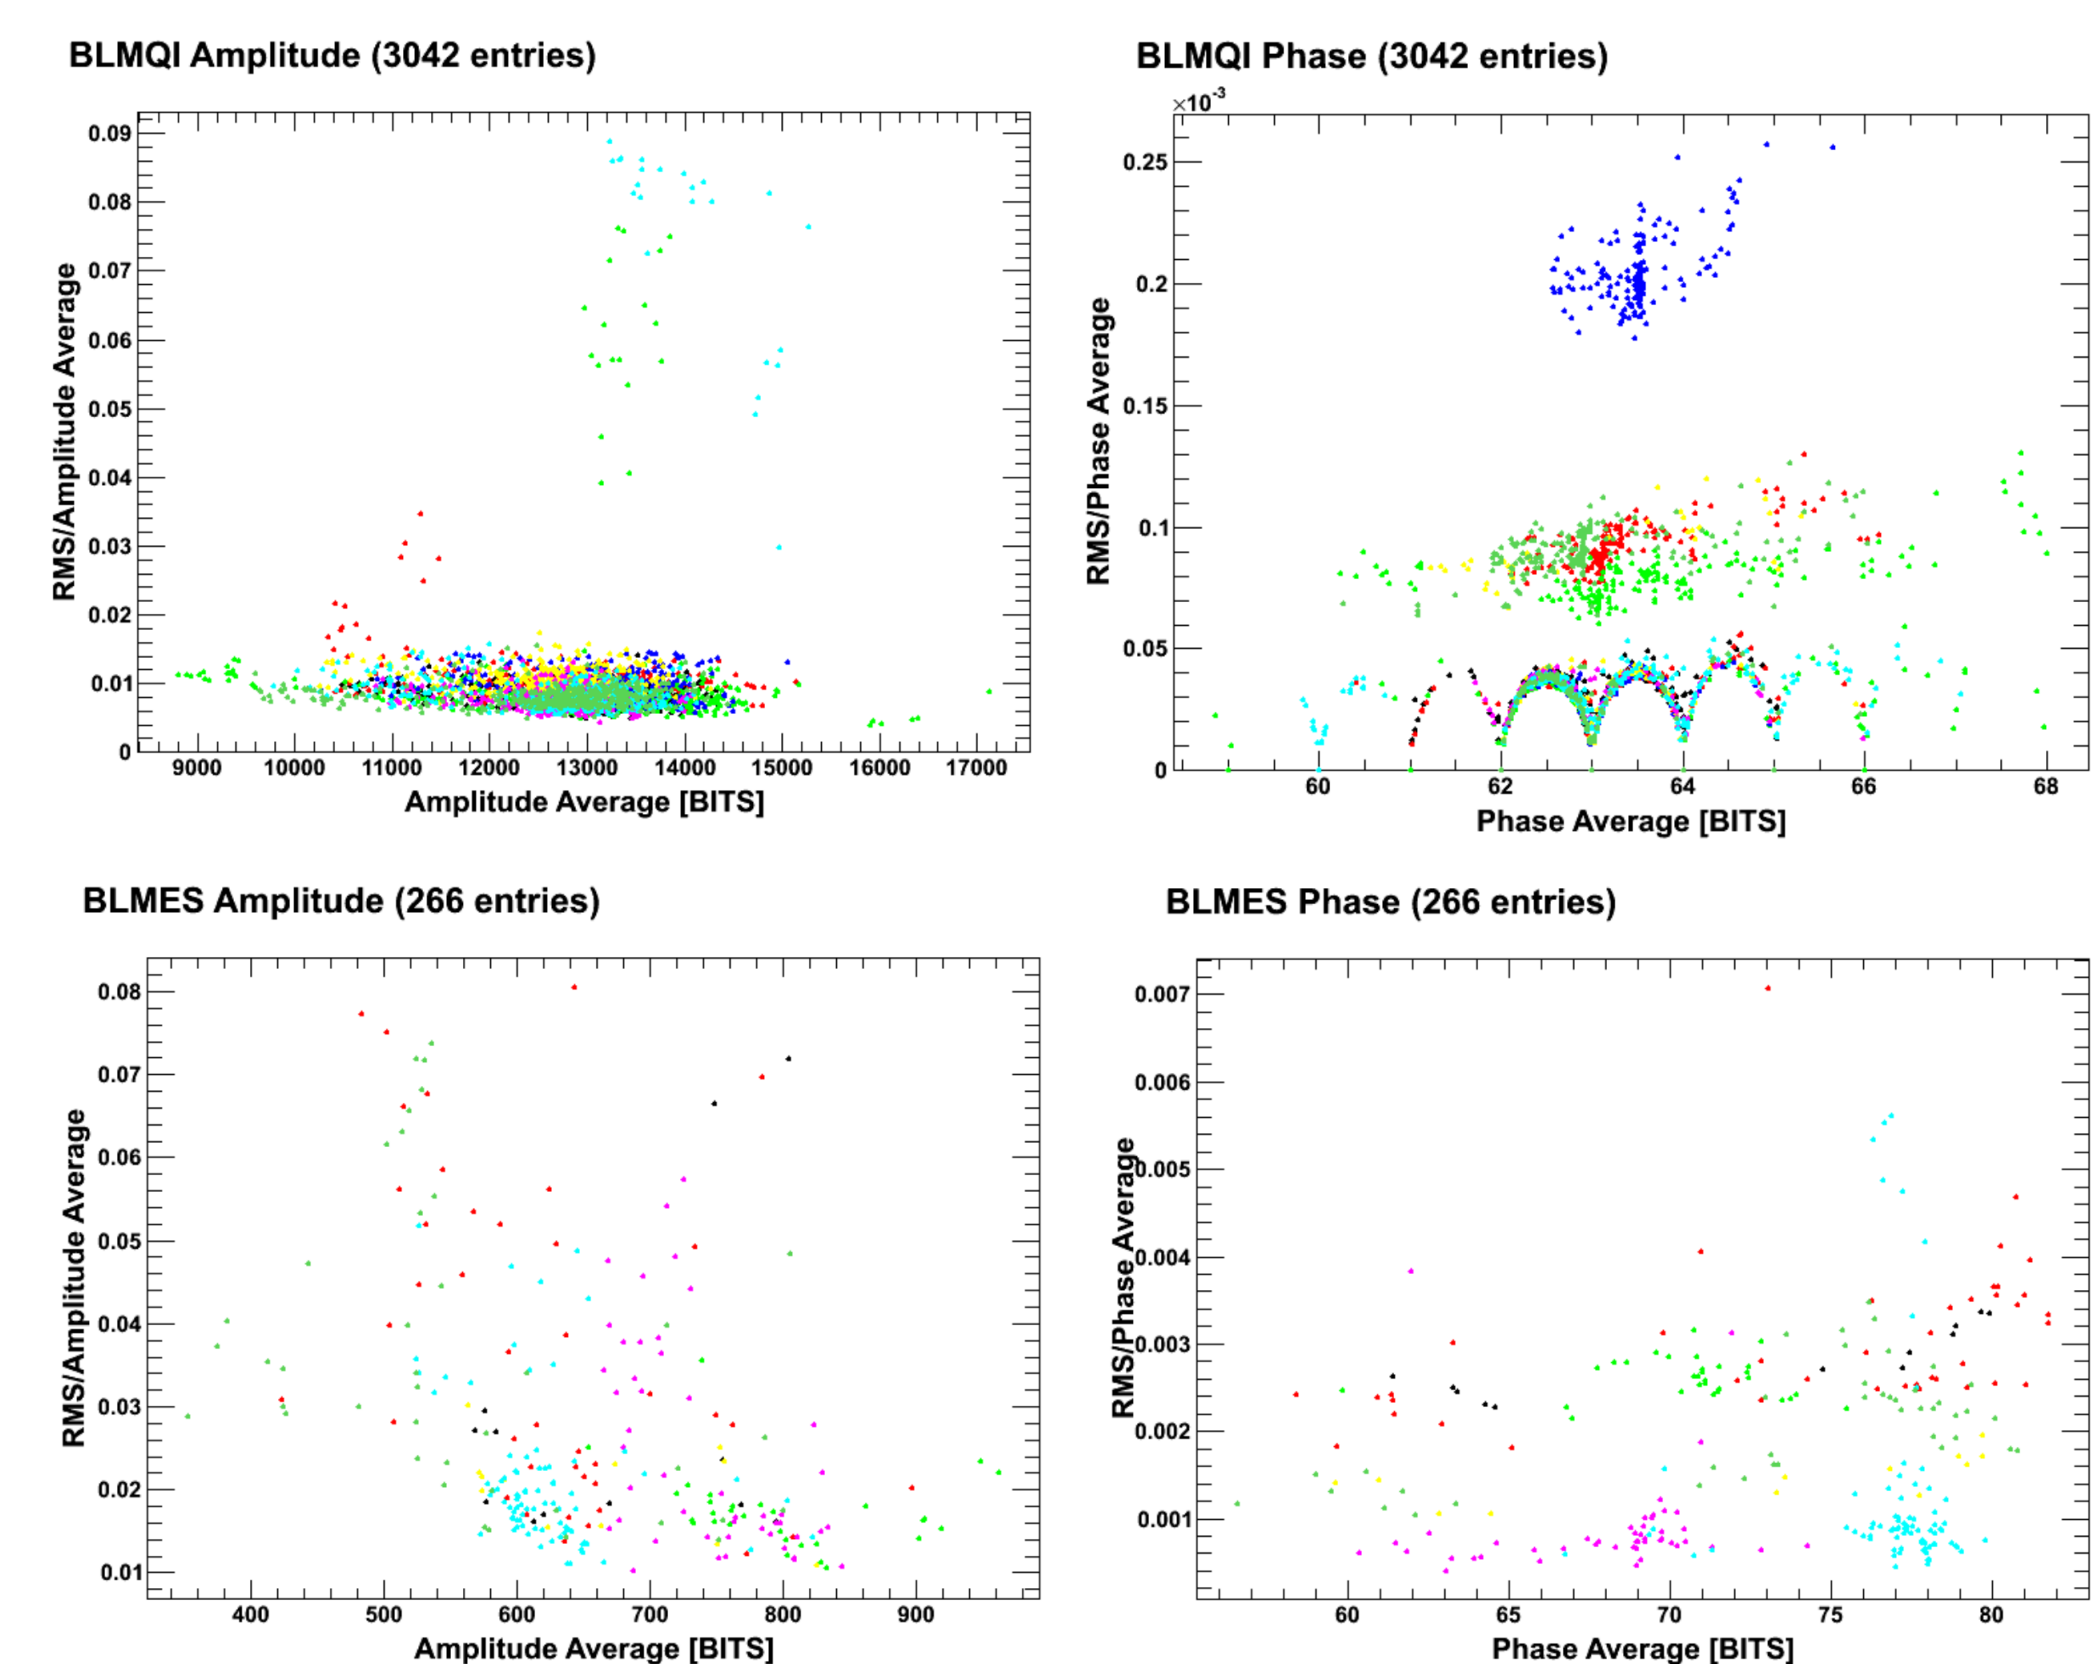 BLMQI Amplitude (3042 entries)
RMS/Amplitude Average
0.09
0.08
0.07
0.06
0.05
0.04
0.03
0.02
0.01
0
9000 10000 11000 12000 13000 14000 15000 16000 17000
Amplitude Average [BITS]
BLMQI Phase (3042 entries)
×10-3
RMS/Phase Average
0.25
0.2
0.15
0.1
0.05
0
60 62 64 66 68
Phase Average [BITS]
BLMES Amplitude (266 entries)
RMS/Amplitude Average
0.08
0.07
0.06
0.05
0.04
0.03
0.02
0.01
400 500 600 700 800 900
Amplitude Average [BITS]
BLMES Phase (266 entries)
RMS/Phase Average
0.007
0.006
0.005
0.004
0.003
0.002
0.001
60 65 70 75 80
Phase Average [BITS]